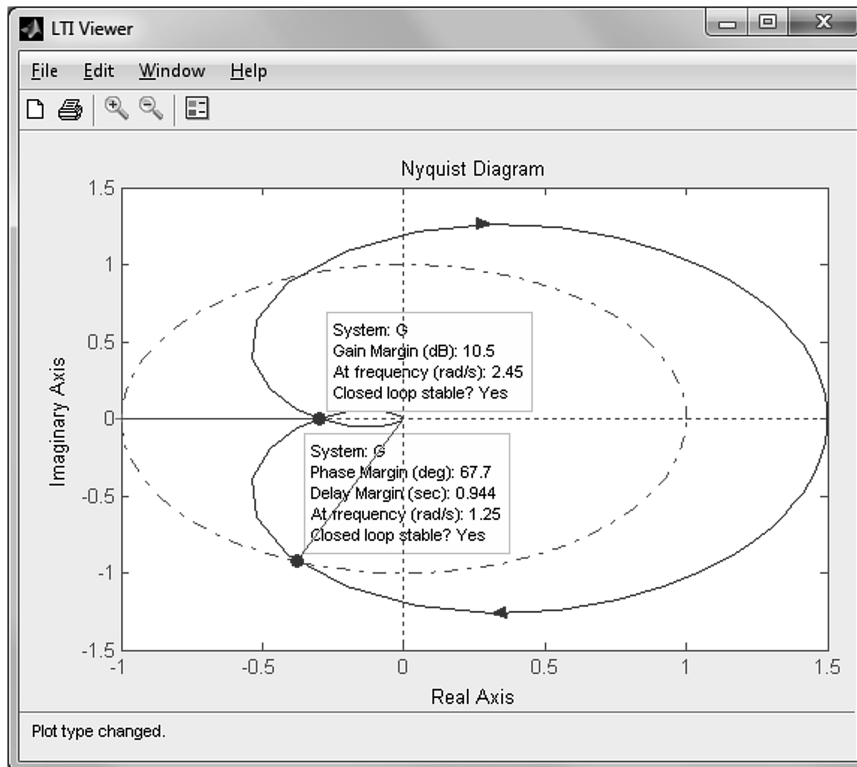 LTI Viewer
File Edit Window Help
Nyquist Diagram
1.5
1
0.5
0
-0.5
-1
-1.5
Imaginary Axis
System: G
Gain Margin (dB): 10.5
At frequency (rad/s): 2.45
Closed loop stable? Yes
System: G
Phase Margin (deg): 67.7
Delay Margin (sec): 0.944
At frequency (rad/s): 1.25
Closed loop stable? Yes
-1 -0.5 0 0.5 1 1.5
Real Axis
Plot type changed.